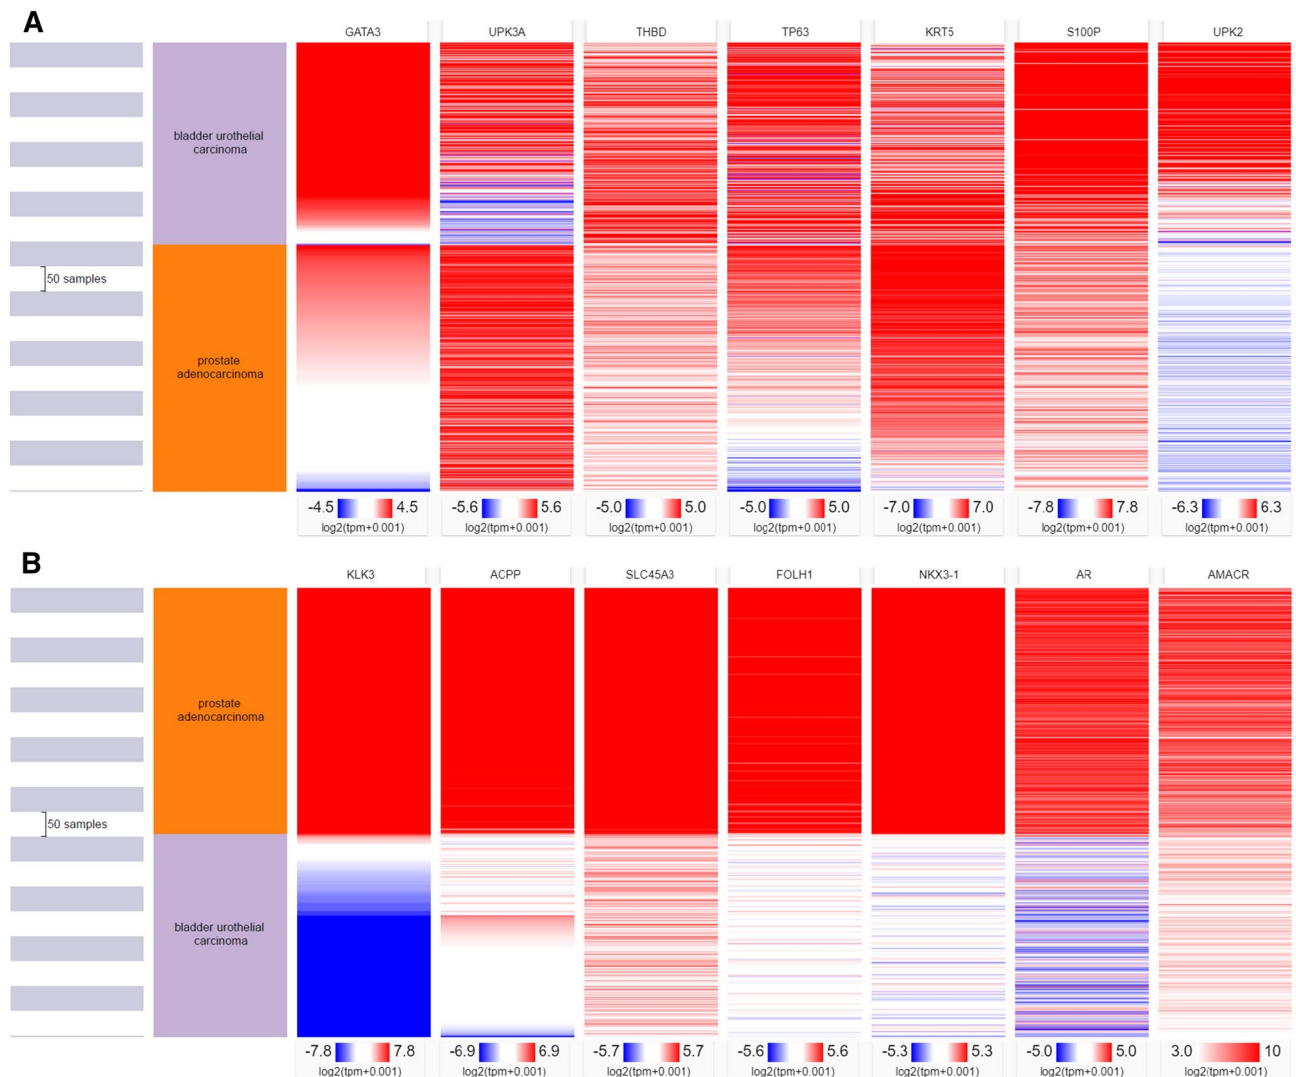 A
GATA3 UPK3A THBD TP63 KRT5 S100P UPK2
bladder urothelial
carcinoma
50 samples
prostate
adenocarcinoma
-4.5 4.5 -5.6 5.6 -5.0 5.0 -5.0 5.0 -7.0 7.0 -7.8 7.8 -6.3 6.3
log2(tpm+0.001) log2(tpm+0.001) log2(tpm+0.001) log2(tpm+0.001) log2(tpm+0.001) log2(tpm+0.001) log2(tpm+0.001)
B
KLK3 ACPP SLC45A3 FOLH1 NKX3-1 AR AMACR
prostate
adenocarcinoma
50 samples
bladder urothelial
carcinoma
-7.8 7.8 -6.9 6.9 -5.7 5.7 -5.6 5.6 -5.3 5.3 -5.0 5.0 3.0 10
log2(tpm+0.001) log2(tpm+0.001) log2(tpm+0.001) log2(tpm+0.001) log2(tpm+0.001) log2(tpm+0.001) log2(tpm+0.001)